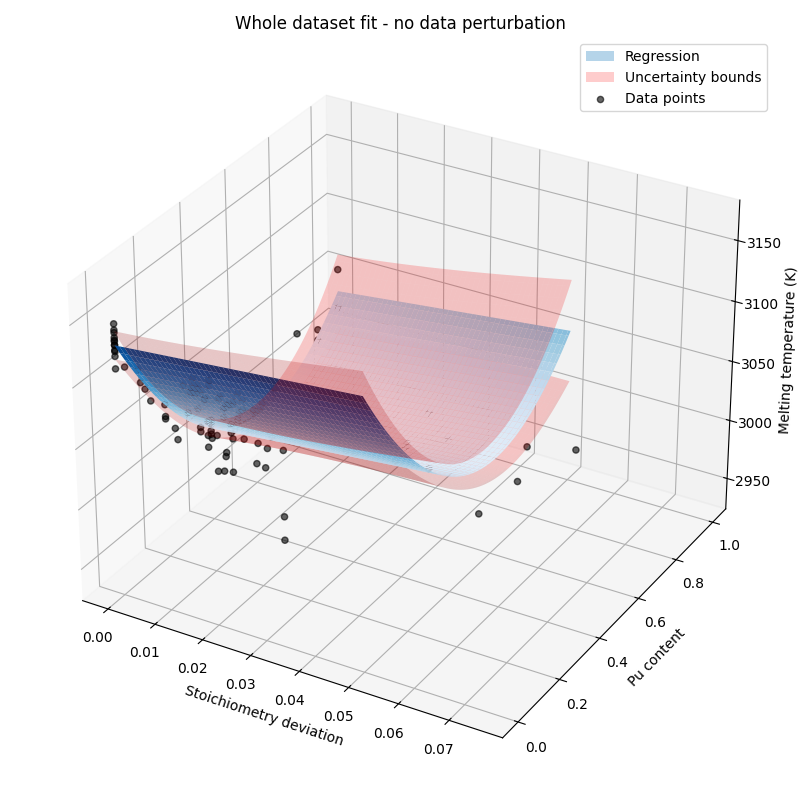 Whole dataset fit - no data perturbation
Regression
Uncertainty bounds
Data points
3150
3100
3050
3000
2950
Melting temperature (K)
1.0
0.8
0.6
0.4
0.2
0.0
Pu content
0.00
0.01
0.02
0.03
0.04
0.05
0.06
0.07
Stoichiometry deviation